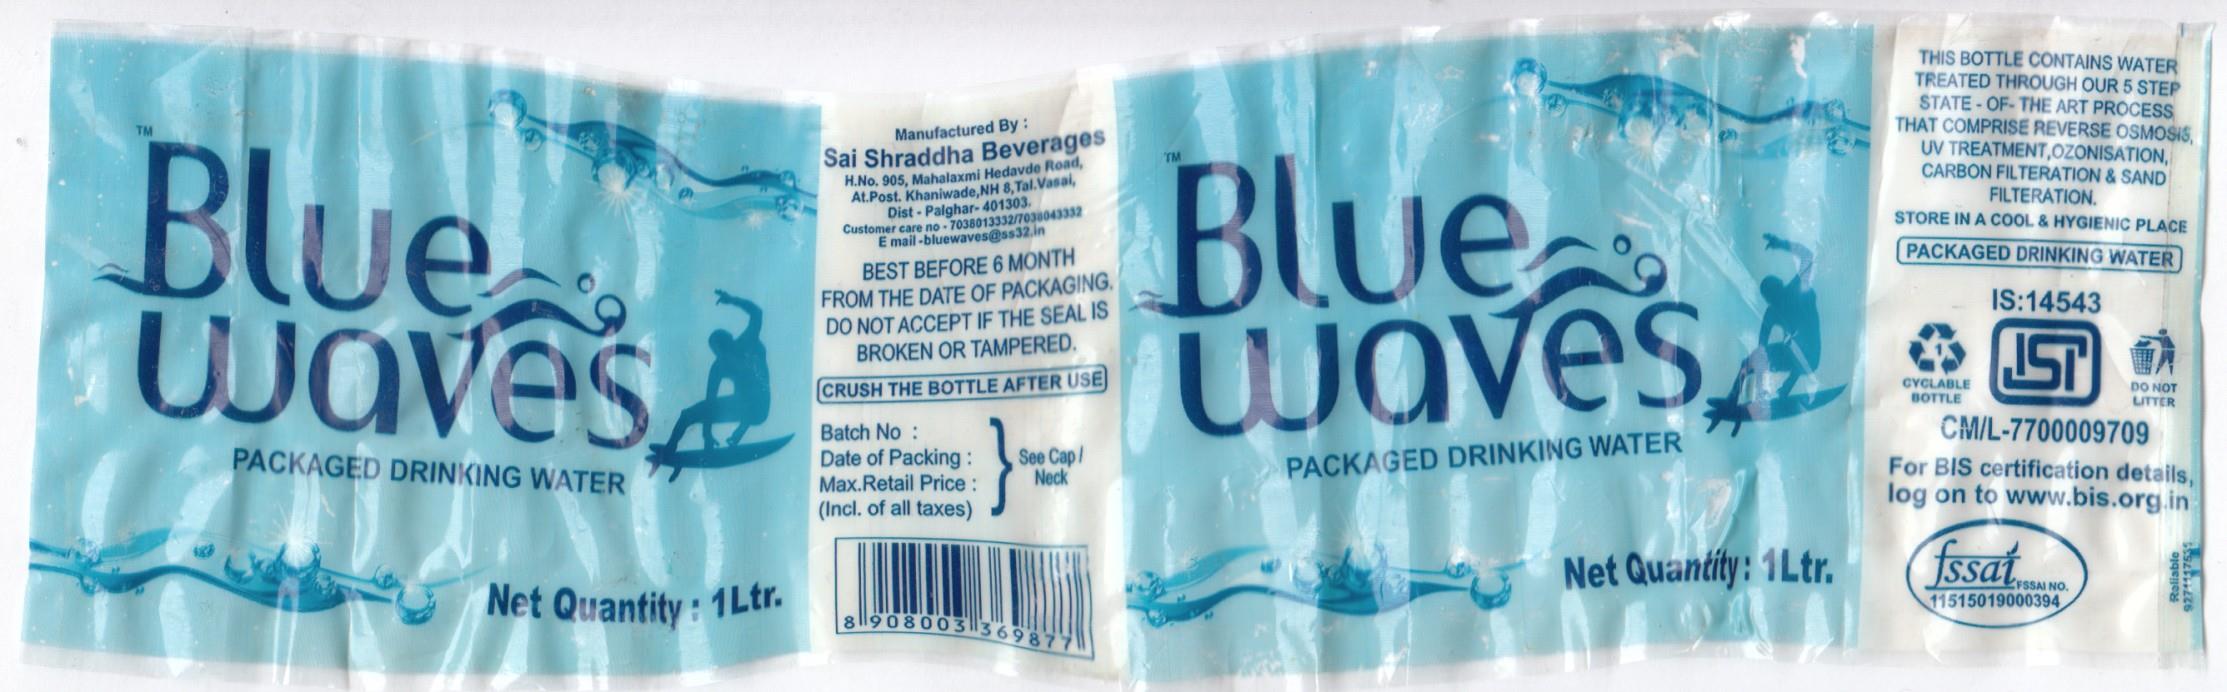 TM
Blue
waves
PACKAGED DRINKING WATER
Net Quantity : 1Ltr.
Manufactured By :
Sai Shraddha Beverages
H.No. 905, Mahalaxmi Hedavde Road,
At.Post. Khaniwade,NH 8,Tal.Vasai,
Dist - Palghar- 401303.
Customer care no - 7038013332/7038043332
E mail -bluewaves@ss32.in
BEST BEFORE 6 MONTH
FROM THE DATE OF PACKAGING.
DO NOT ACCEPT IF THE SEAL IS
BROKEN OR TAMPERED.
CRUSH THE BOTTLE AFTER USE
Batch No :
Date of Packing :
Max.Retail Price :
(Incl. of all taxes)
See Cap /
Neck
8 908003 369877
TM
Blue
waves
PACKAGED DRINKING WATER
Net Quantity : 1Ltr.
THIS BOTTLE CONTAINS WATER
TREATED THROUGH OUR 5 STEP
STATE - OF- THE ART PROCESS
THAT COMPRISE REVERSE OSMOSIS,
UV TREATMENT,OZONISATION,
CARBON FILTERATION & SAND
FILTERATION.
STORE IN A COOL & HYGIENIC PLACE
PACKAGED DRINKING WATER
IS:14543
1
CYCLABLE
BOTTLE
ISI
DO NOT
LITTER
CM/L-7700009709
For BIS certification details,
log on to www.bis.org.in
fssai
FSSAI NO.
11515019000394
Reliable